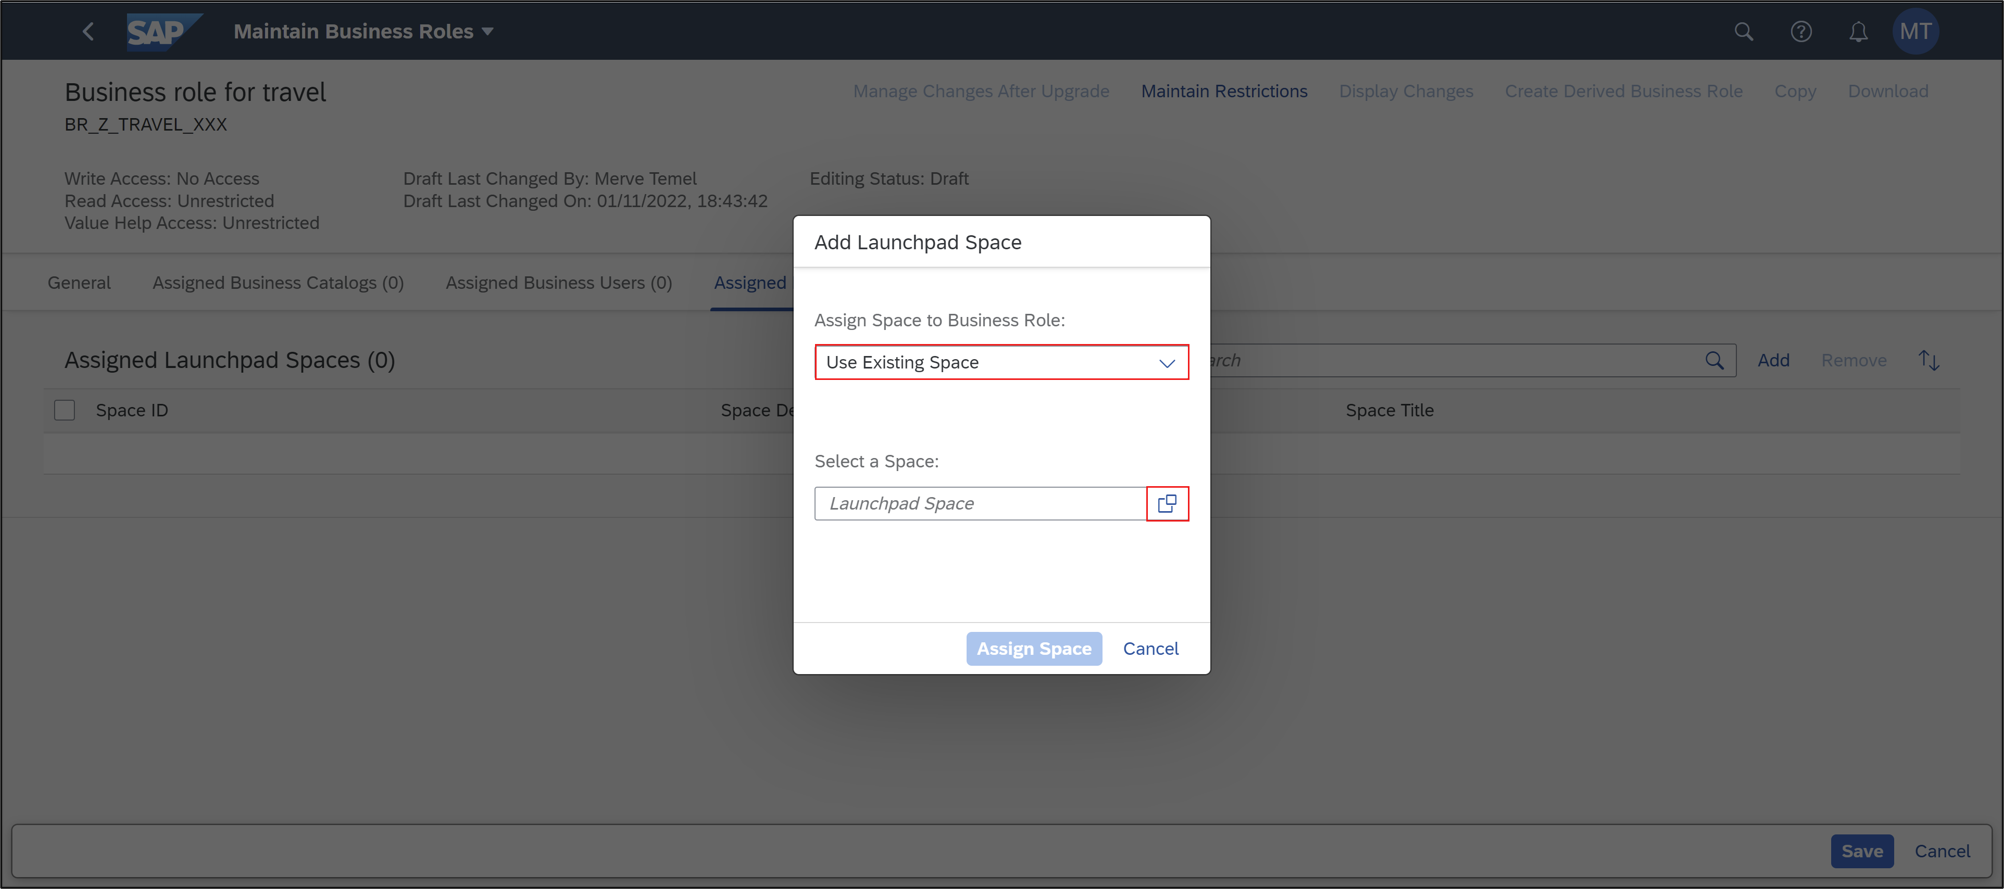 SAP Maintain Business Roles MT
Business role for travel Manage Changes After Upgrade Maintain Restrictions Display Changes Create Derived Business Role Copy Download
BR_Z_TRAVEL_XXX
Write Access: No Access Draft Last Changed By: Merve Temel Editing Status: Draft
Read Access: Unrestricted Draft Last Changed On: 01/11/2022, 18:43:42
Value Help Access: Unrestricted
General Assigned Business Catalogs (0) Assigned Business Users (0) Assigned
Assigned Launchpad Spaces (0) arch Add Remove
Space ID Space De Space Title
Add Launchpad Space
Assign Space to Business Role:
Use Existing Space
Select a Space:
Launchpad Space
Assign Space Cancel
Save Cancel